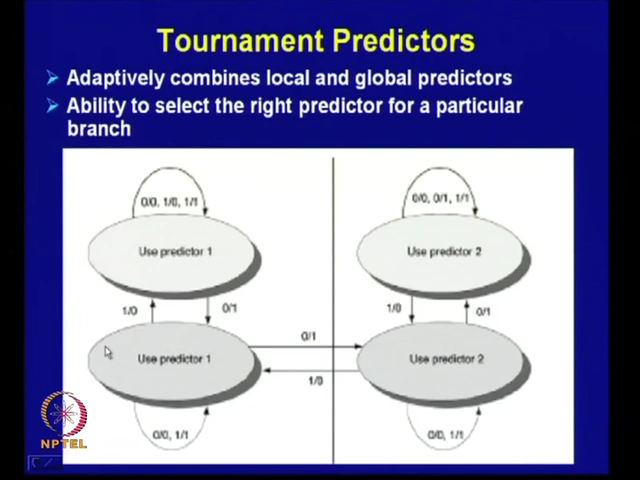 Tournament Predictors
Adaptively combines local and global predictors
Ability to select the right predictor for a particular
branch
0/0, 1/0, 1/1
0/0, 0/1, 1/1
Use predictor 1
Use predictor 2
1/0
0/1
1/0
0/1
0/1
Use predictor 1
Use predictor 2
1/0
0/0, 1/1
0/0, 1/1
NPTEL